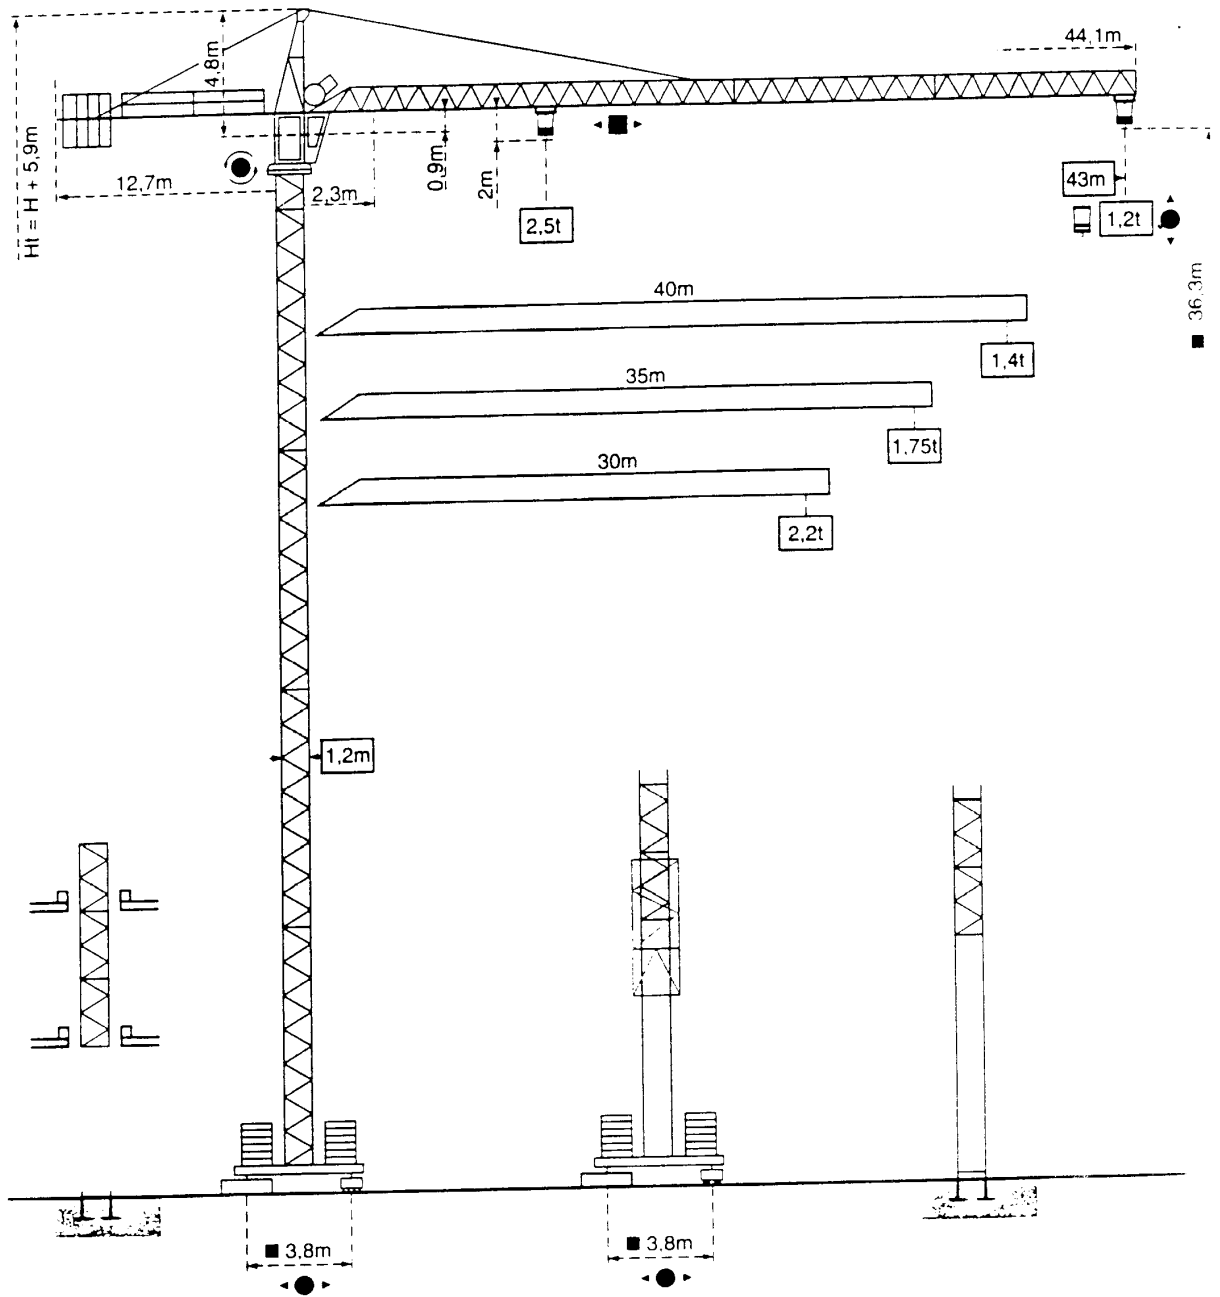 44,1m
4,8m
Ht = H + 5,9m
12,7m
2,3m
0,9m
2m
2,5t
43m
1,2t
36,3m
40m
1,4t
35m
1,75t
30m
2,2t
1,2m
3,8m
3,8m